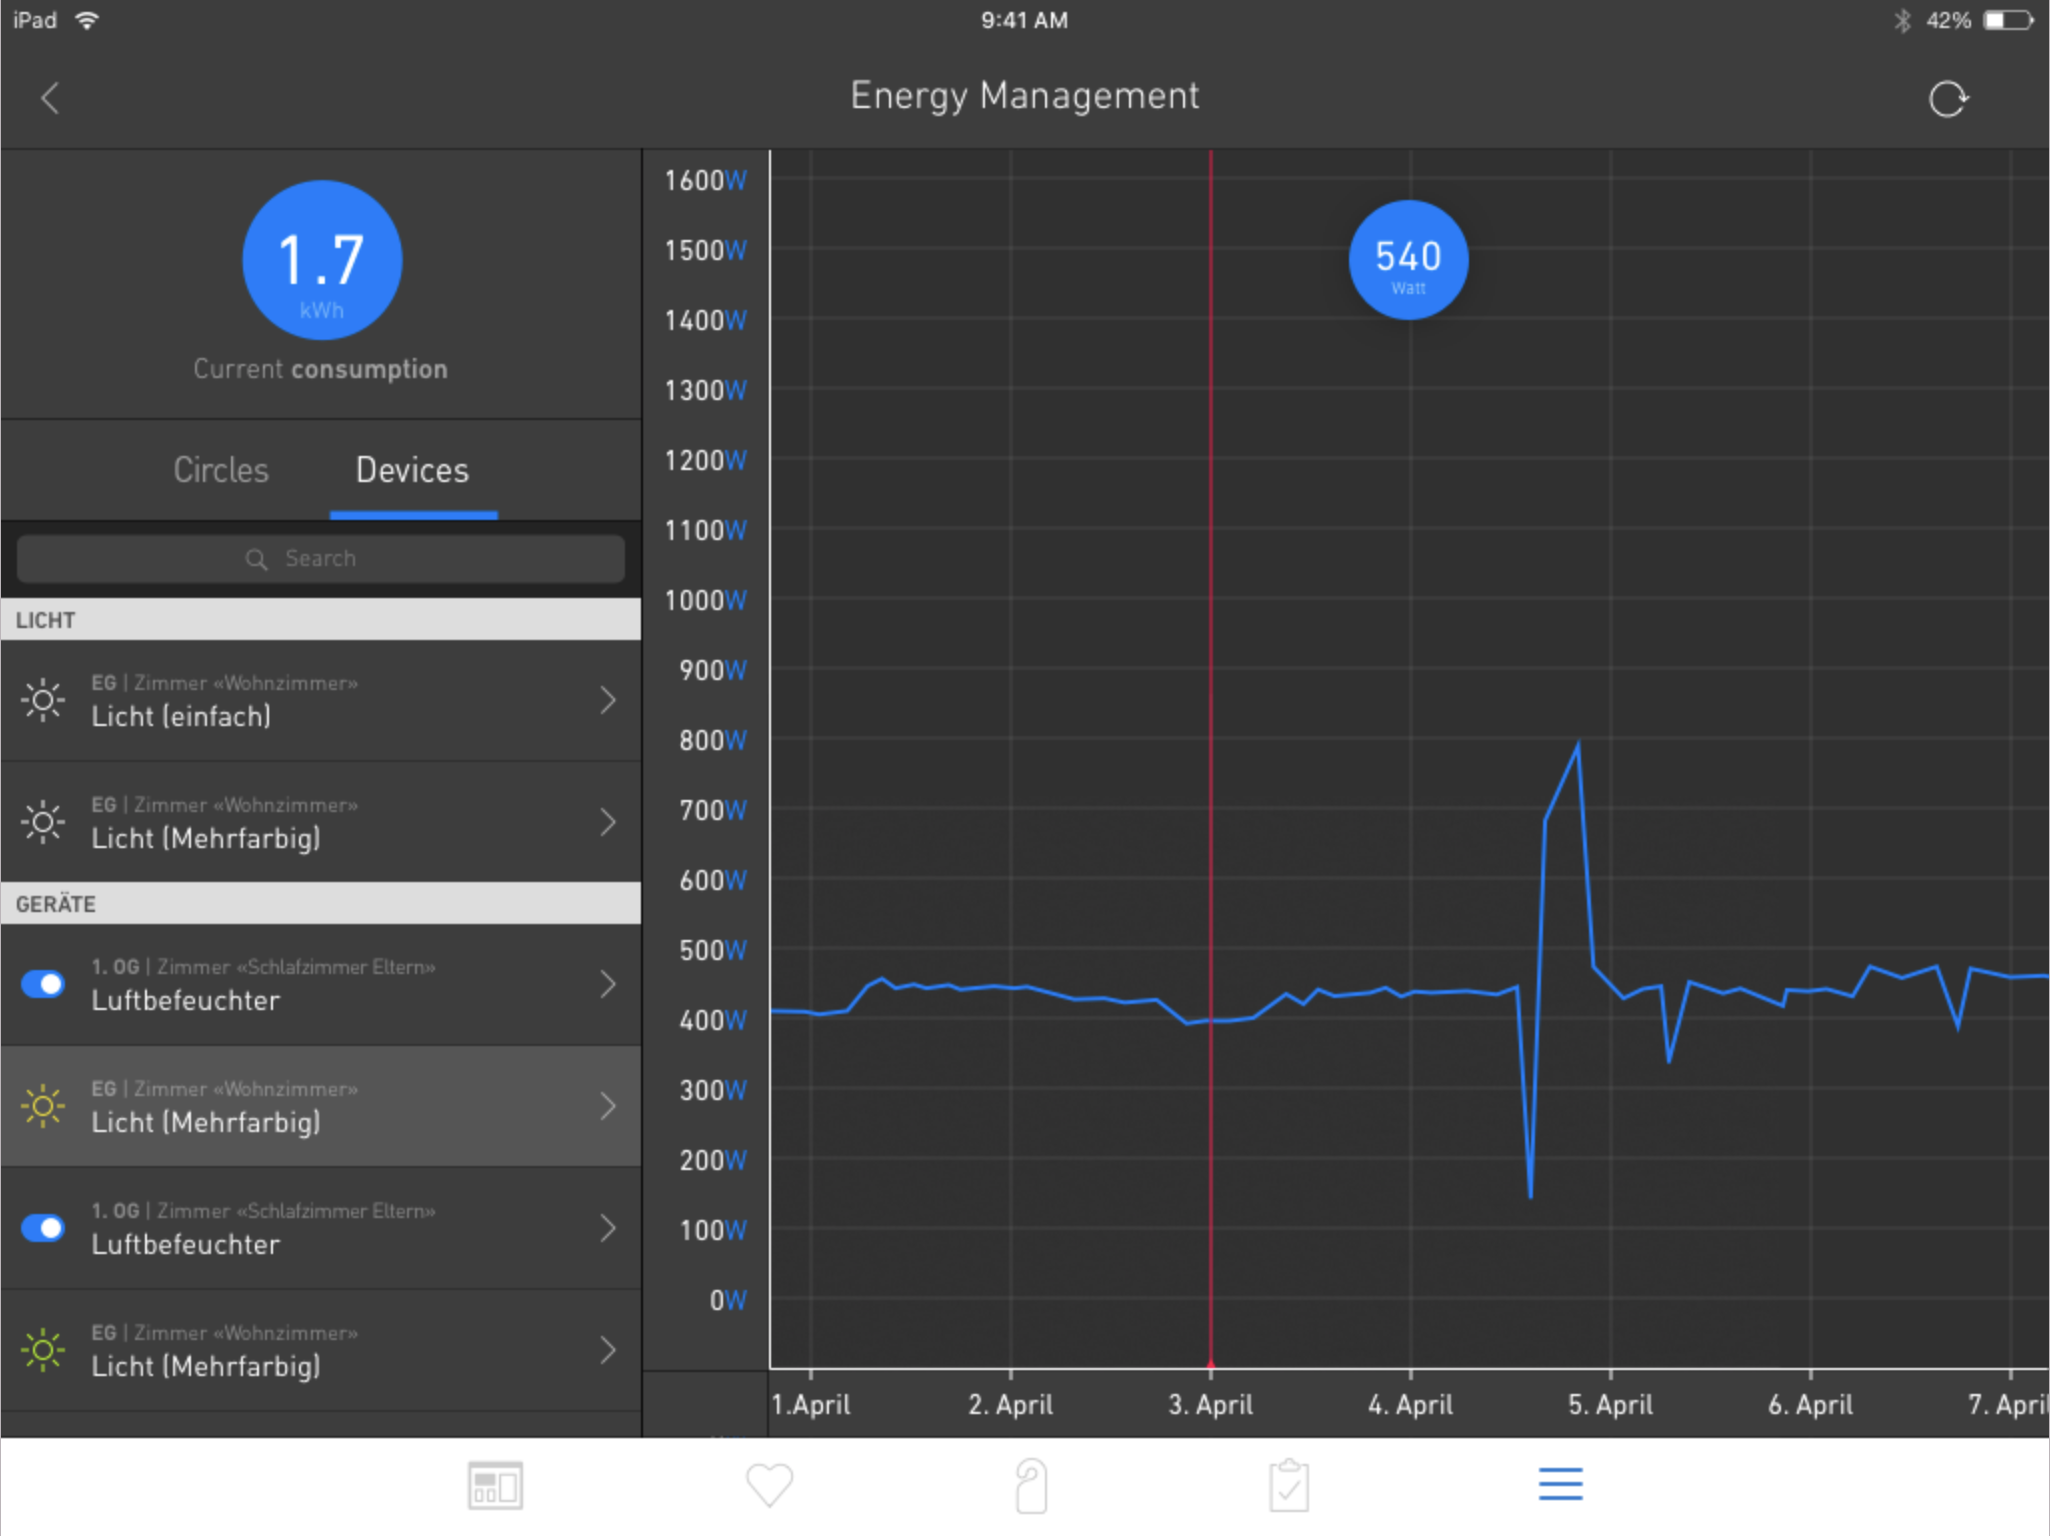 iPad
9:41 AM
42%
Energy Management
1.7
kWh
Current consumption
Circles
Devices
Search
LICHT
EG | Zimmer «Wohnzimmer»
Licht (einfach)
EG | Zimmer «Wohnzimmer»
Licht (Mehrfarbig)
GERÄTE
1. OG | Zimmer «Schlafzimmer Eltern»
Luftbefeuchter
EG | Zimmer «Wohnzimmer»
Licht (Mehrfarbig)
1. OG | Zimmer «Schlafzimmer Eltern»
Luftbefeuchter
EG | Zimmer «Wohnzimmer»
Licht (Mehrfarbig)
1600W
1500W
1400W
1300W
1200W
1100W
1000W
900W
800W
700W
600W
500W
400W
300W
200W
100W
0W
540
Watt
1.April
2. April
3. April
4. April
5. April
6. April
7. April